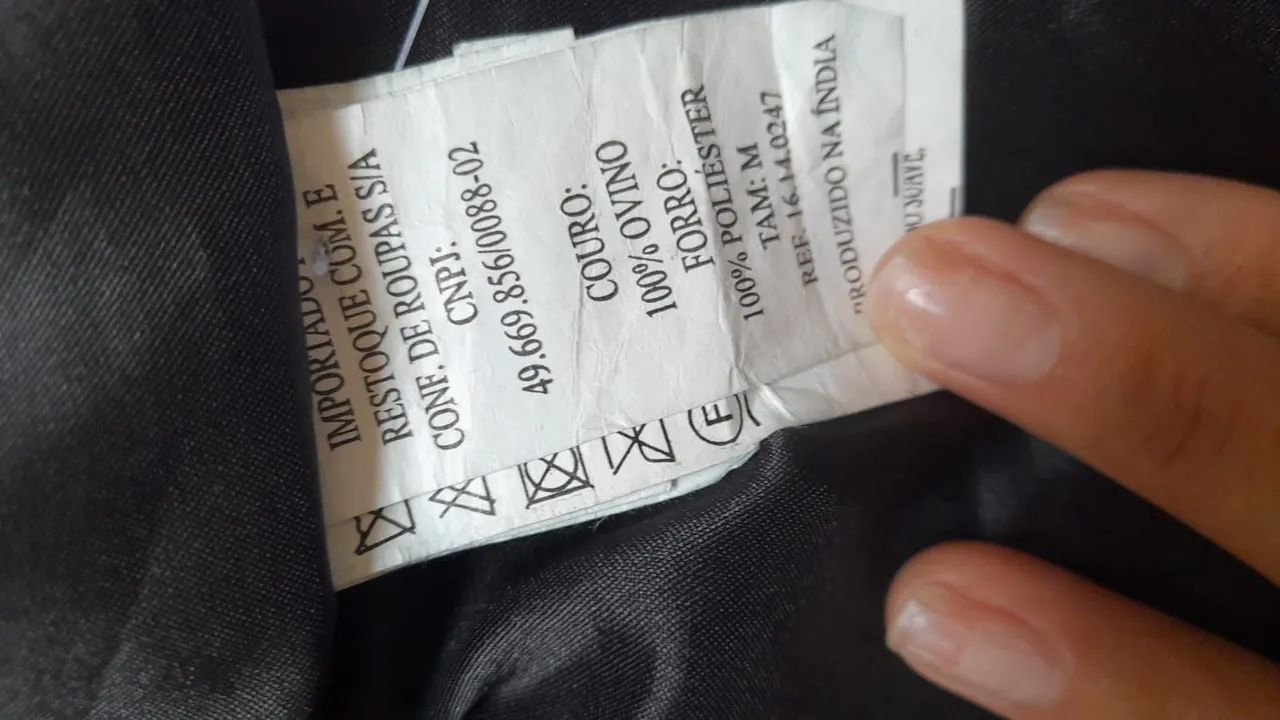 IMPORTADO
RESTOQUE COM. E
CONF. DE ROUPAS S/A
CNPJ:
49.669.856/0088-02
COURO:
100% OVINO
FORRO:
100% POLIÉSTER
TAM: M
REF. 16.14.0247
PRODUZIDO NA ÍNDIA
SUAVE.